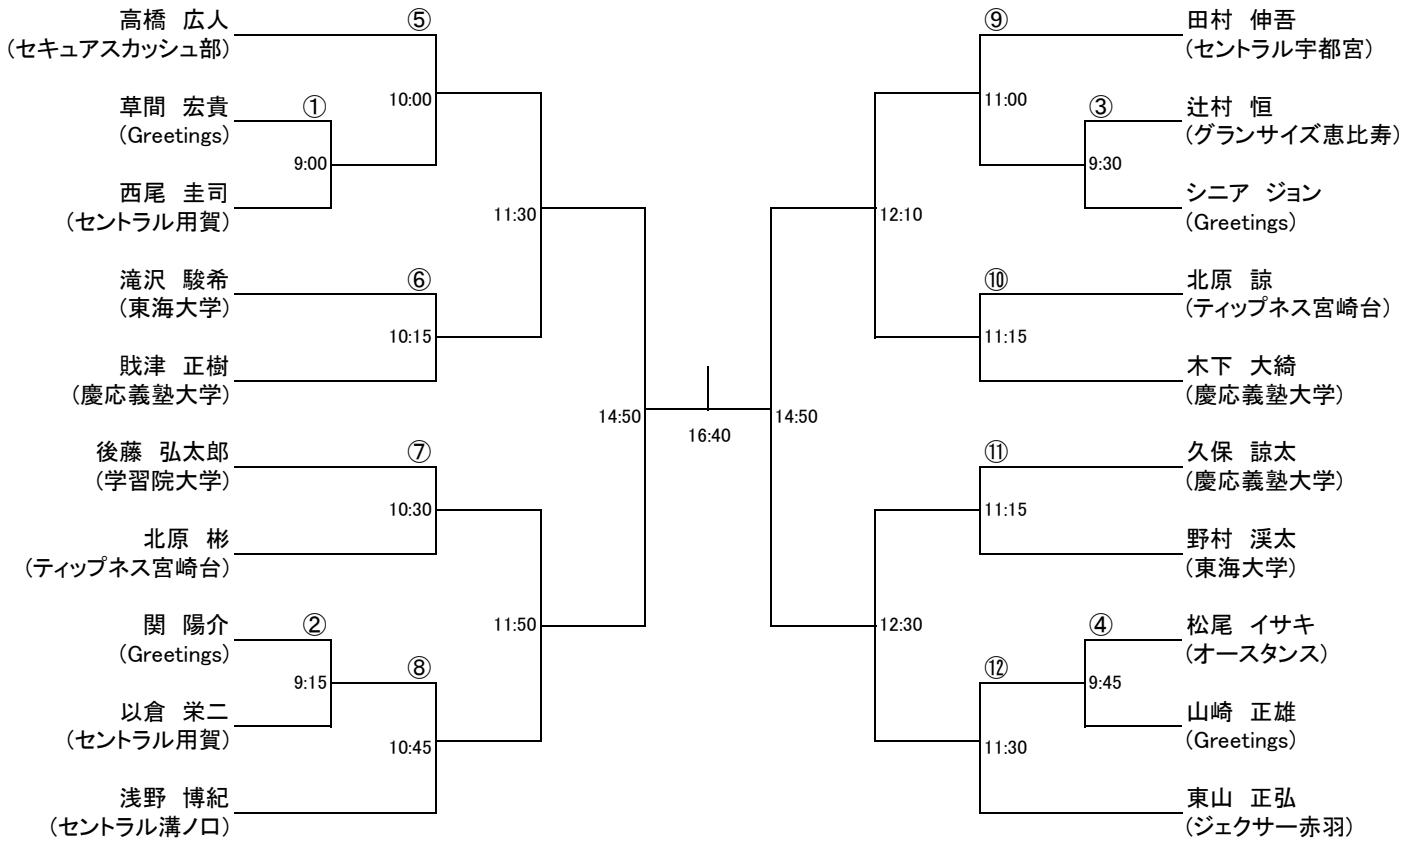 高橋 広人
(セキュアスカッシュ部)
⑤
草間 宏貴
(Greetings)
①
10:00
9:00
西尾 圭司
(セントラル用賀)
11:30
滝沢 駿希
(東海大学)
⑥
10:15
戝津 正樹
(慶応義塾大学)
14:50
後藤 弘太郎
(学習院大学)
⑦
10:30
北原 彬
(ティップネス宮崎台)
関 陽介
(Greetings)
②
11:50
9:15
⑧
以倉 栄二
(セントラル用賀)
10:45
浅野 博紀
(セントラル溝ノ口)
16:40
⑨
田村 伸吾
(セントラル宇都宮)
11:00
③
辻村 恒
(グランサイズ恵比寿)
9:30
シニア ジョン
(Greetings)
12:10
⑩
北原 諒
(ティップネス宮崎台)
11:15
木下 大綺
(慶応義塾大学)
14:50
⑪
久保 諒太
(慶応義塾大学)
11:15
野村 渓太
(東海大学)
12:30
④
松尾 イサキ
(オースタンス)
⑫
9:45
山崎 正雄
(Greetings)
11:30
東山 正弘
(ジェクサー赤羽)